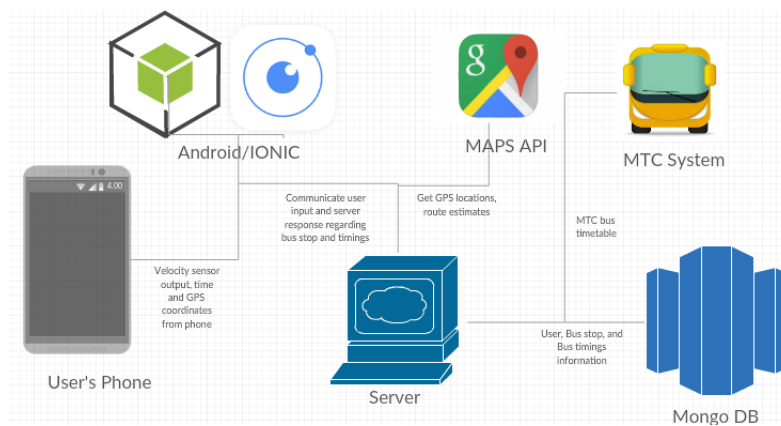 Android/IONIC
MAPS API
MTC System
4.00
Communicate user
input and server
response regarding
bus stop and timings
Get GPS locations,
route estimates
MTC bus
timetable
Velocity sensor
output, time
and GPS
coordinates
from phone
User, Bus stop, and
Bus timings
information
User's Phone
Server
Mongo DB
g